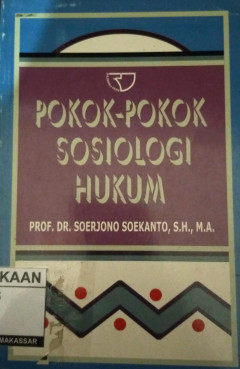 POKOK-POKOK
SOSIOLOGI
HUKUM
PROF. DR. SOERJONO SOEKANTO, S.H., M.A.
KAAN
S
MAKASSAR